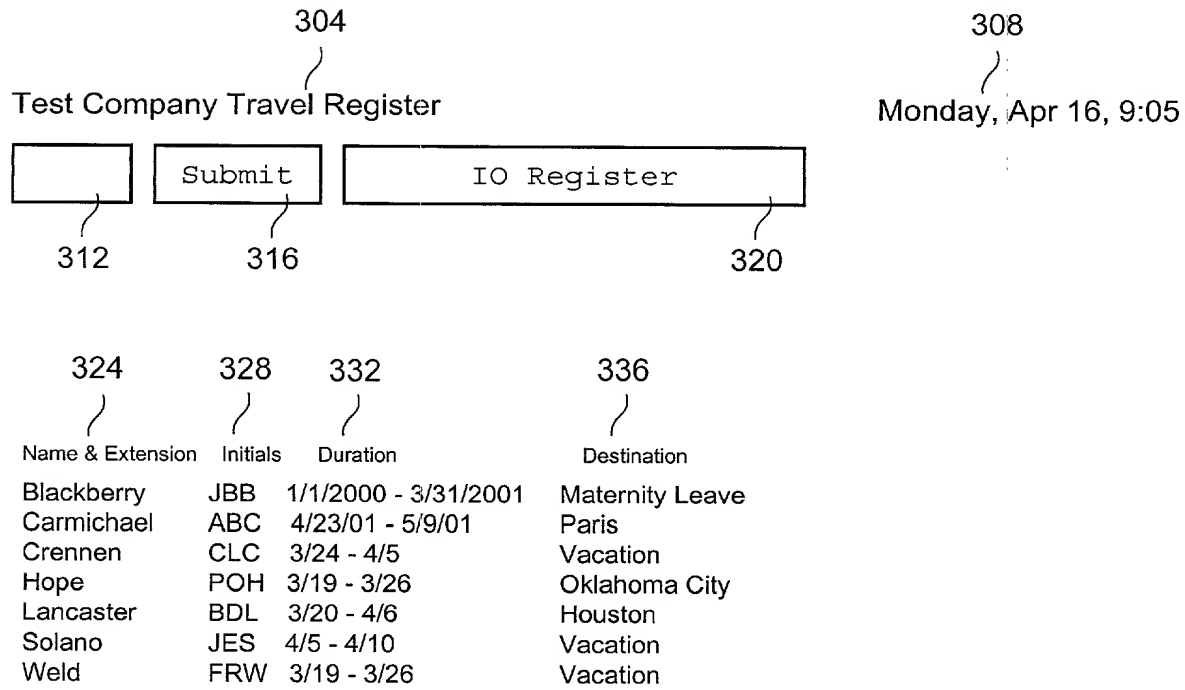 304
308
Test Company Travel Register
Monday, Apr 16, 9:05
Submit
IO Register
312
316
320
324 328 332 336
Name & Extension Initials Duration Destination
Blackberry JBB 1/1/2000 - 3/31/2001 Maternity Leave
Carmichael ABC 4/23/01 - 5/9/01 Paris
Crennen CLC 3/24 - 4/5 Vacation
Hope POH 3/19 - 3/26 Oklahoma City
Lancaster BDL 3/20 - 4/6 Houston
Solano JES 4/5 - 4/10 Vacation
Weld FRW 3/19 - 3/26 Vacation